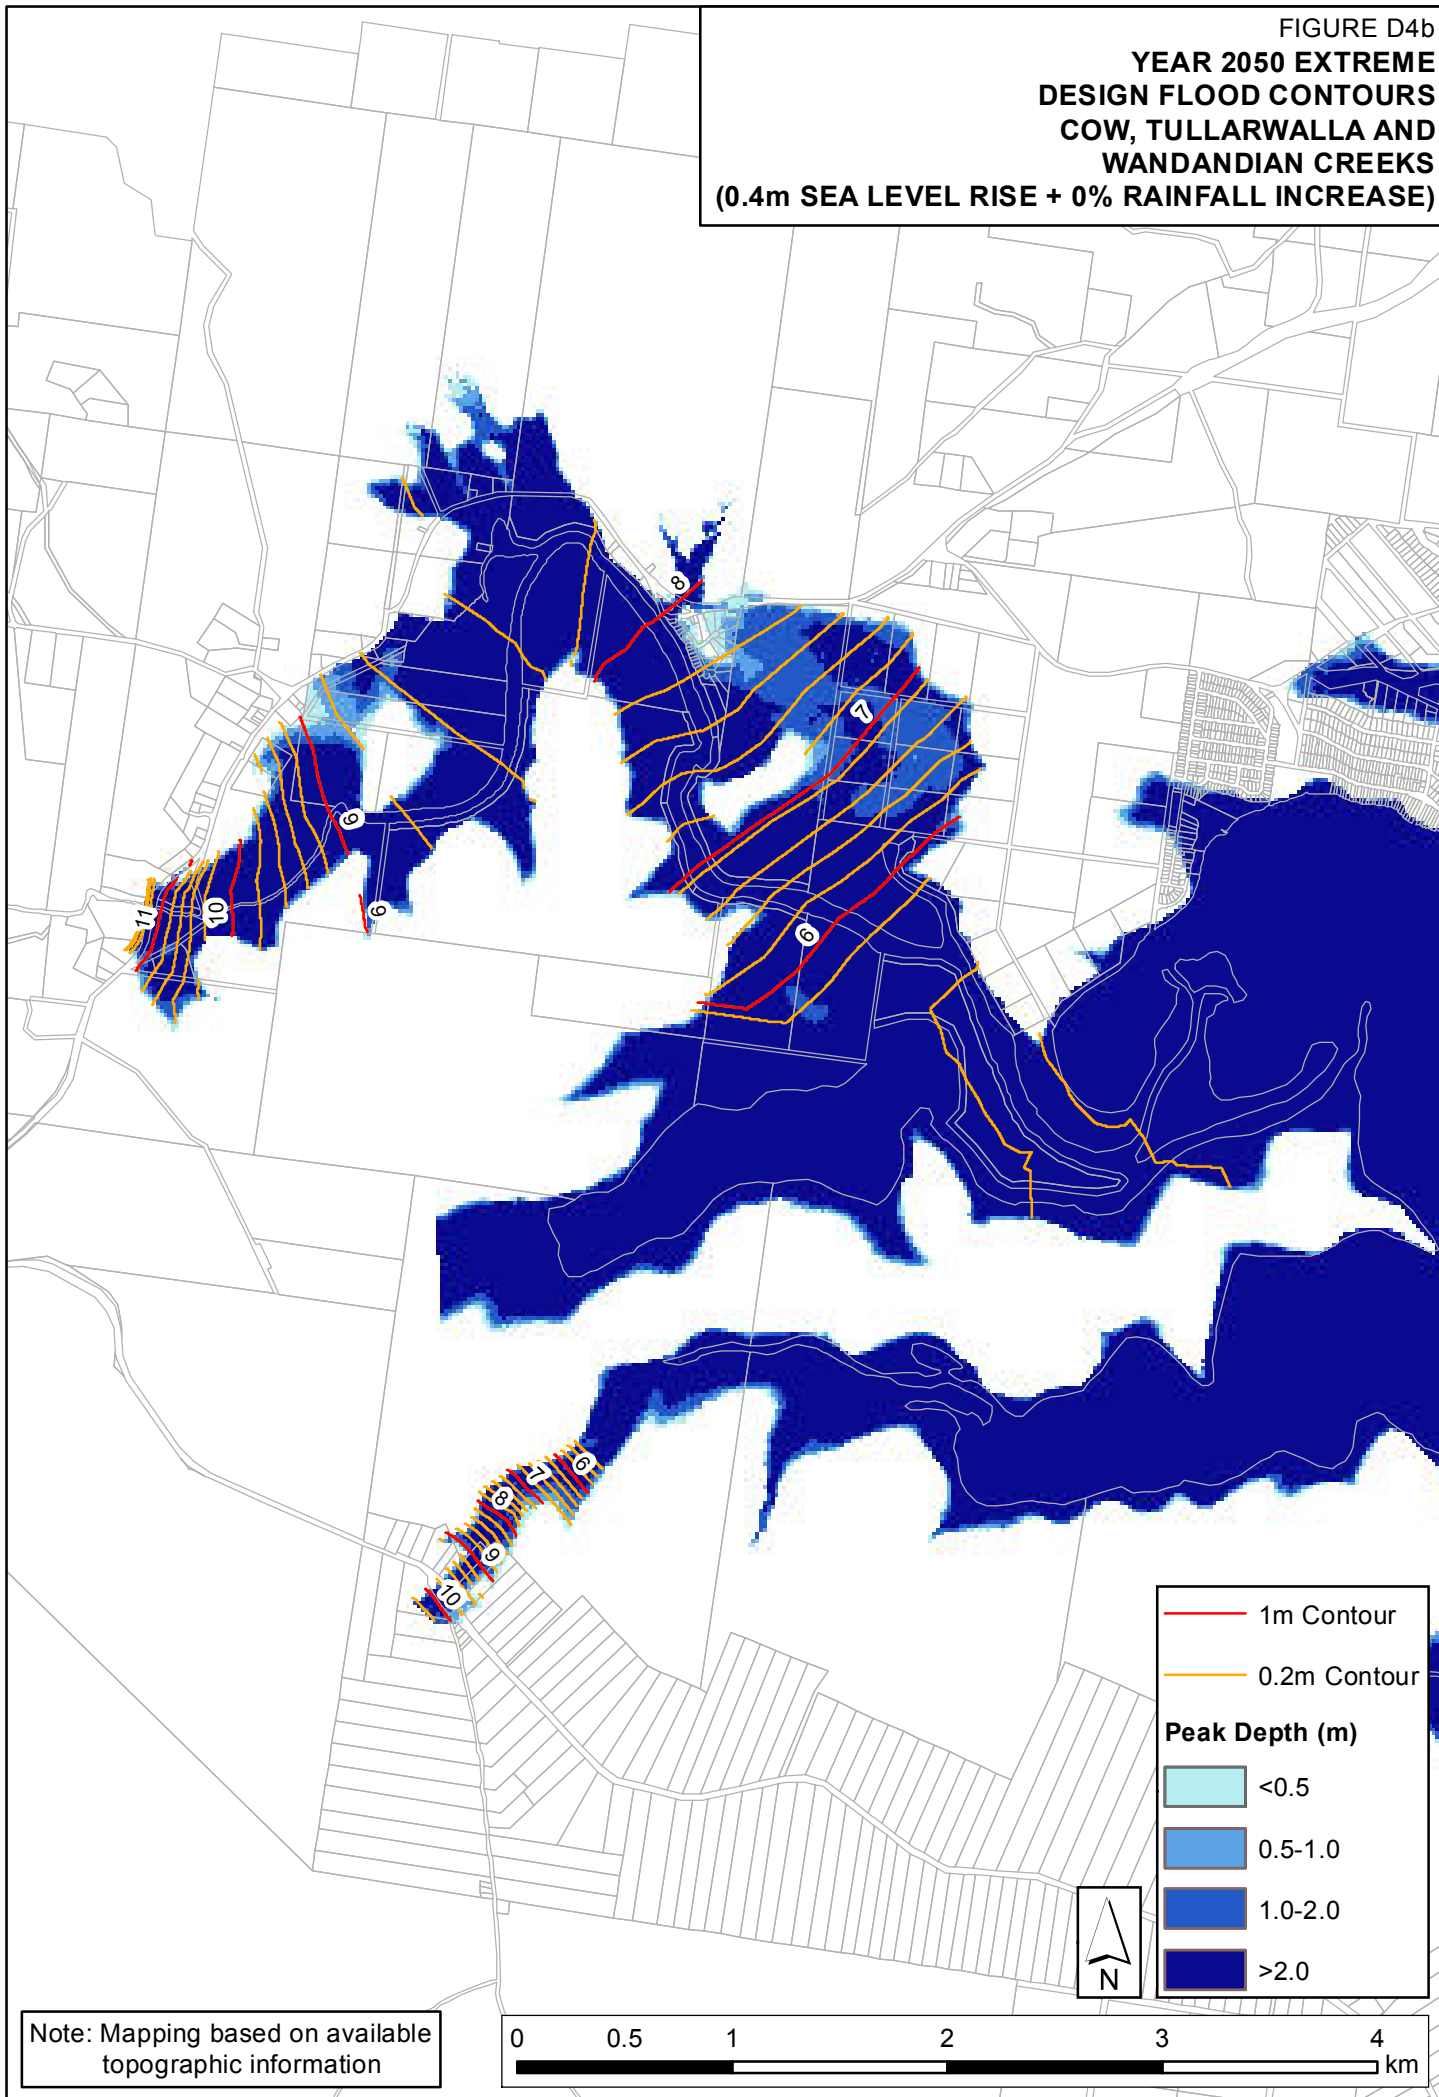 FIGURE D4b
YEAR 2050 EXTREME
DESIGN FLOOD CONTOURS
COW, TULLARWALLA AND
WANDANDIAN CREEKS
(0.4m SEA LEVEL RISE + 0% RAINFALL INCREASE)
8
7
9
11
10
9
6
6
7
8
9
10
1m Contour
0.2m Contour
Peak Depth (m)
<0.5
0.5-1.0
1.0-2.0
>2.0
N
Note: Mapping based on available
topographic information
0 0.5 1 2 3 4
km